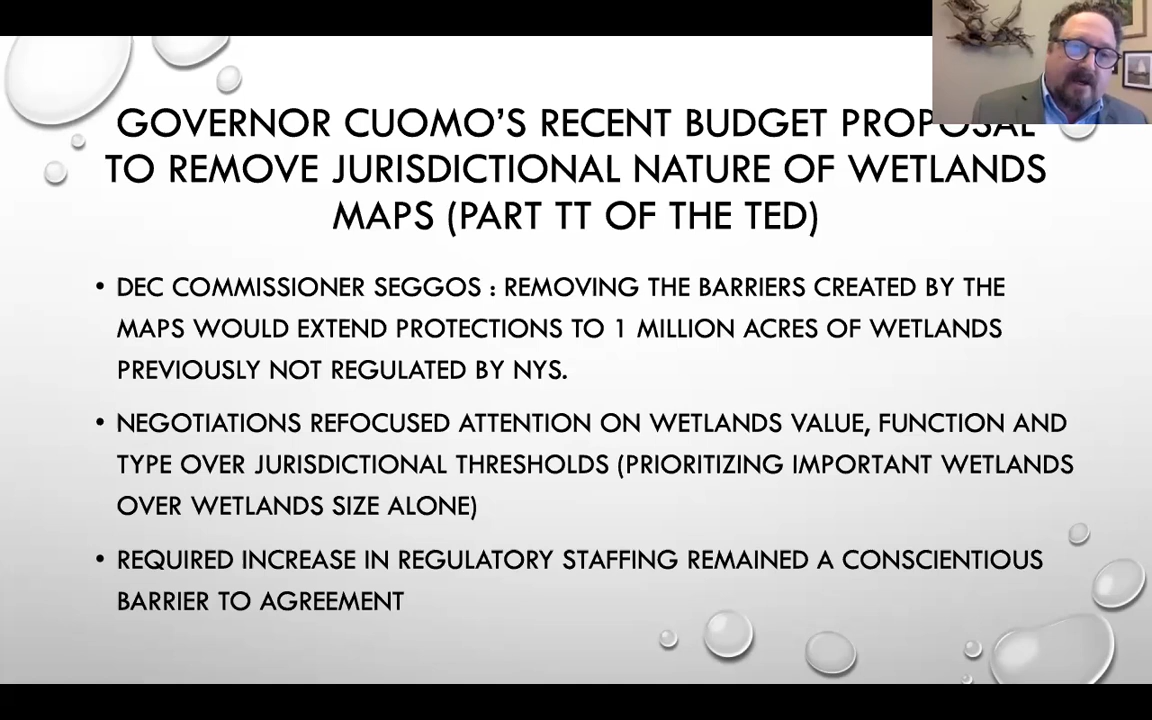 GOVERNOR CUOMO'S RECENT BUDGET PROPOSAL
TO REMOVE JURISDICTIONAL NATURE OF WETLANDS
MAPS (PART TT OF THE TED)
• DEC COMMISSIONER SEGGOS : REMOVING THE BARRIERS CREATED BY THE
MAPS WOULD EXTEND PROTECTIONS TO 1 MILLION ACRES OF WETLANDS
PREVIOUSLY NOT REGULATED BY NYS.
• NEGOTIATIONS REFOCUSED ATTENTION ON WETLANDS VALUE, FUNCTION AND
TYPE OVER JURISDICTIONAL THRESHOLDS (PRIORITIZING IMPORTANT WETLANDS
OVER WETLANDS SIZE ALONE)
• REQUIRED INCREASE IN REGULATORY STAFFING REMAINED A CONSCIENTIOUS
BARRIER TO AGREEMENT